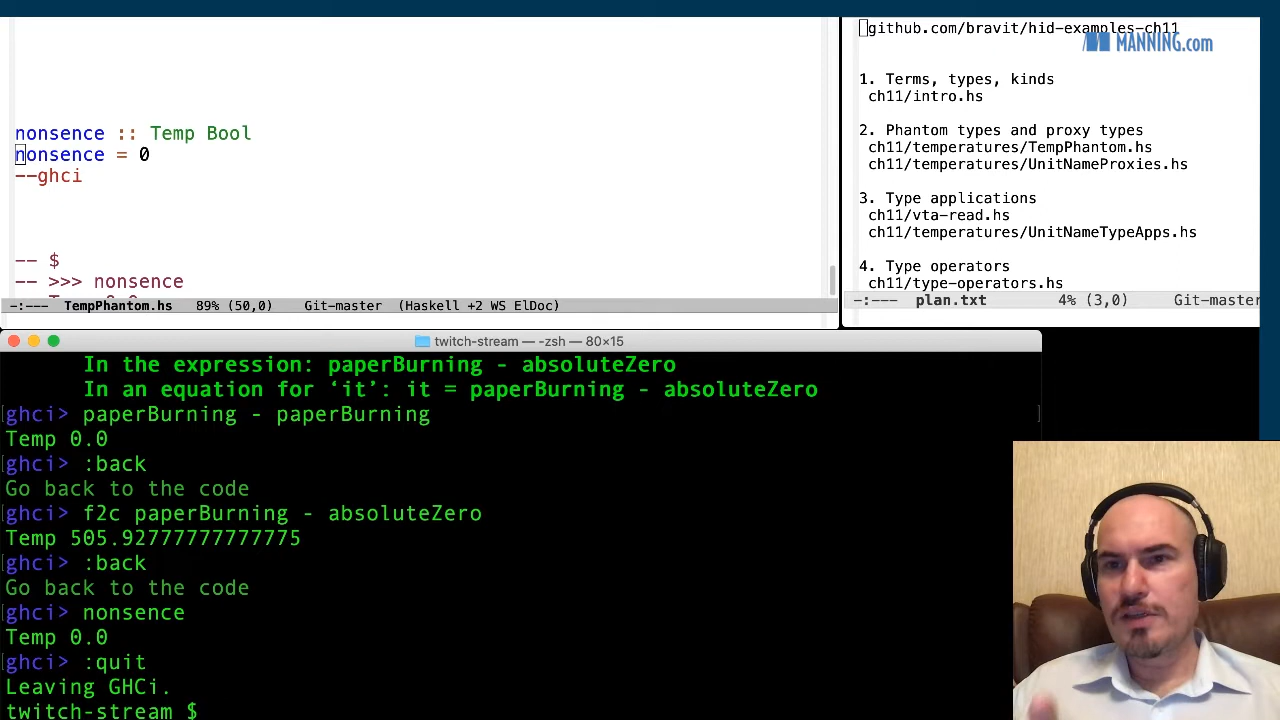 nonsence :: Temp Bool
nonsence = 0
--ghci
-- $
-- >>> nonsence
-:--- TempPhantom.hs 89% (50,0) Git-master (Haskell +2 WS ElDoc)
github.com/bravit/hid-examples-ch11
MANNING.com
1. Terms, types, kinds
ch11/intro.hs
2. Phantom types and proxy types
ch11/temperatures/TempPhantom.hs
ch11/temperatures/UnitNameProxies.hs
3. Type applications
ch11/vta-read.hs
ch11/temperatures/UnitNameTypeApps.hs
4. Type operators
ch11/type-operators.hs
-:--- plan.txt 4% (3,0) Git-master
twitch-stream — -zsh — 80×15
In the expression: paperBurning - absoluteZero
In an equation for ‘it’: it = paperBurning - absoluteZero
ghci> paperBurning - paperBurning
Temp 0.0
ghci> :back
Go back to the code
ghci> f2c paperBurning - absoluteZero
Temp 505.92777777777775
ghci> :back
Go back to the code
ghci> nonsence
Temp 0.0
ghci> :quit
Leaving GHCi.
twitch-stream $